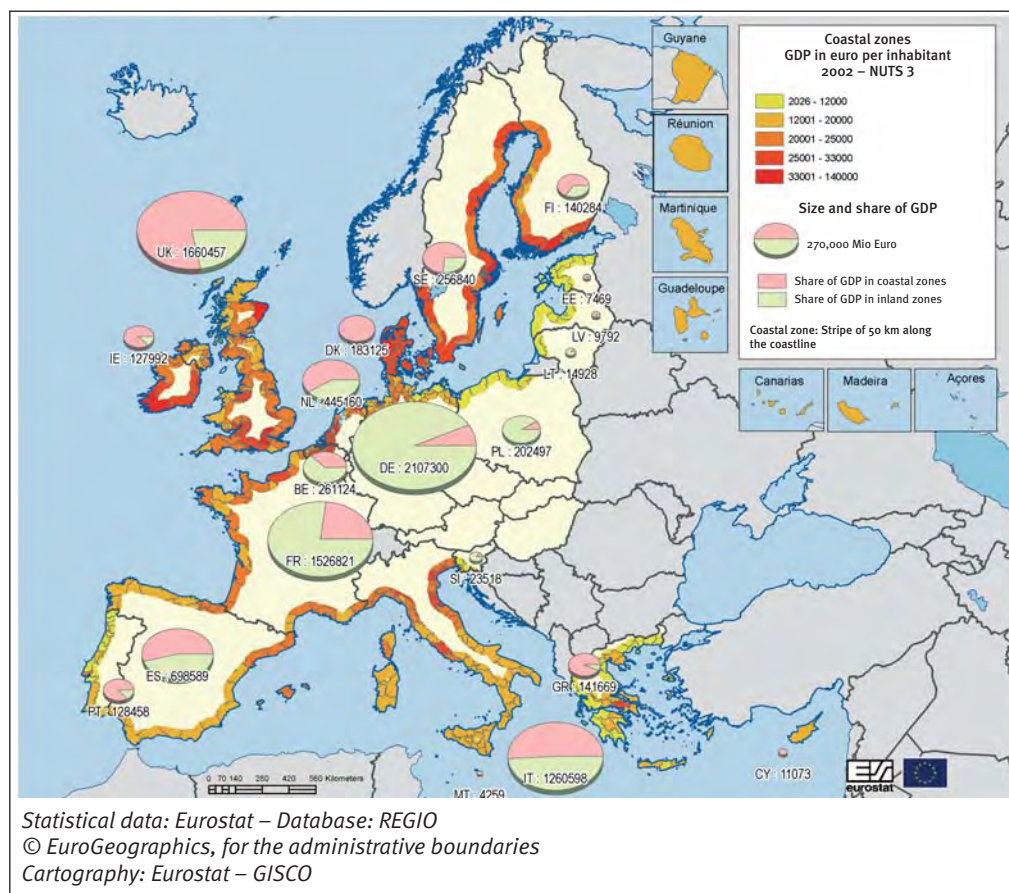 Guyane
Réunion
Martinique
Guadeloupe
Canarias
Madeira
Açores
Coastal zones
GDP in euro per inhabitant
2002 – NUTS 3
2026 - 12000
12001 - 20000
20001 - 25000
25001 - 33000
33001 - 140000
Size and share of GDP
270,000 Mio Euro
Share of GDP in coastal zones
Share of GDP in inland zones
Coastal zone: Stripe of 50 km along
the coastline
UK : 1660457
FI : 140284
SE : 256840
EE : 7469
LV : 9792
LT : 14928
IE : 127992
DK : 183125
NL : 445160
DE : 2107300
PL : 202497
BE : 261124
FR : 1526821
SI : 23518
ES : 698589
PT : 128458
GR : 141669
IT : 1260598
MT : 4259
CY : 11073
0 70 140 280 420 560 Kilometers
eurostat
Statistical data: Eurostat – Database: REGIO
© EuroGeographics, for the administrative boundaries
Cartography: Eurostat – GISCO